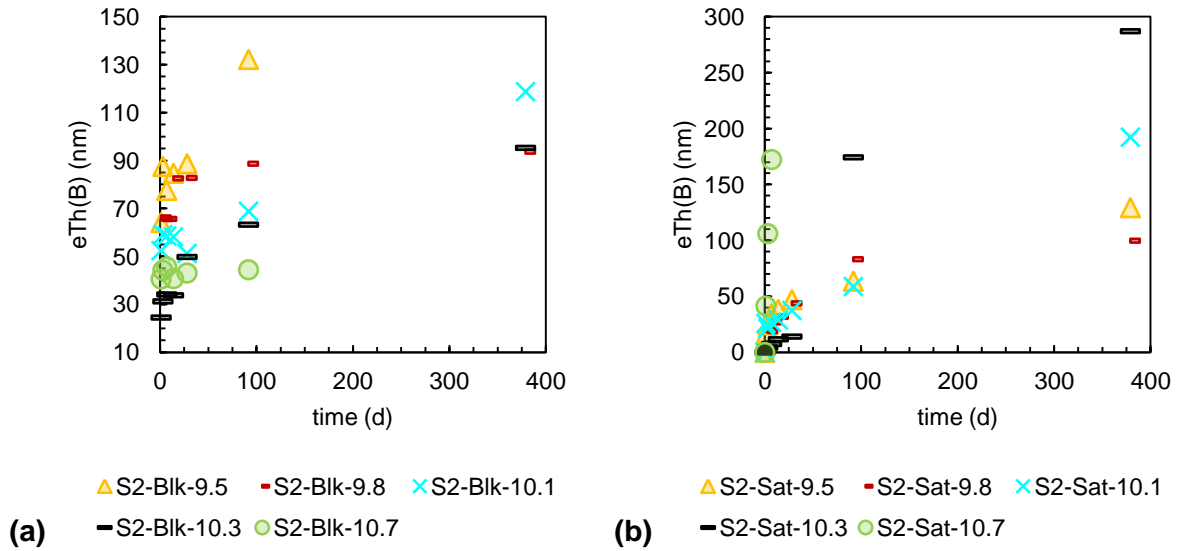 150
130
110
90
70
50
30
10
eTh(B) (nm)
0 100 200 300 400
time (d)
S2-Blk-9.5 S2-Blk-9.8 S2-Blk-10.1
(a) S2-Blk-10.3 S2-Blk-10.7
300
250
200
150
100
50
0
eTh(B) (nm)
0 100 200 300 400
time (d)
S2-Sat-9.5 S2-Sat-9.8 S2-Sat-10.1
(b) S2-Sat-10.3 S2-Sat-10.7